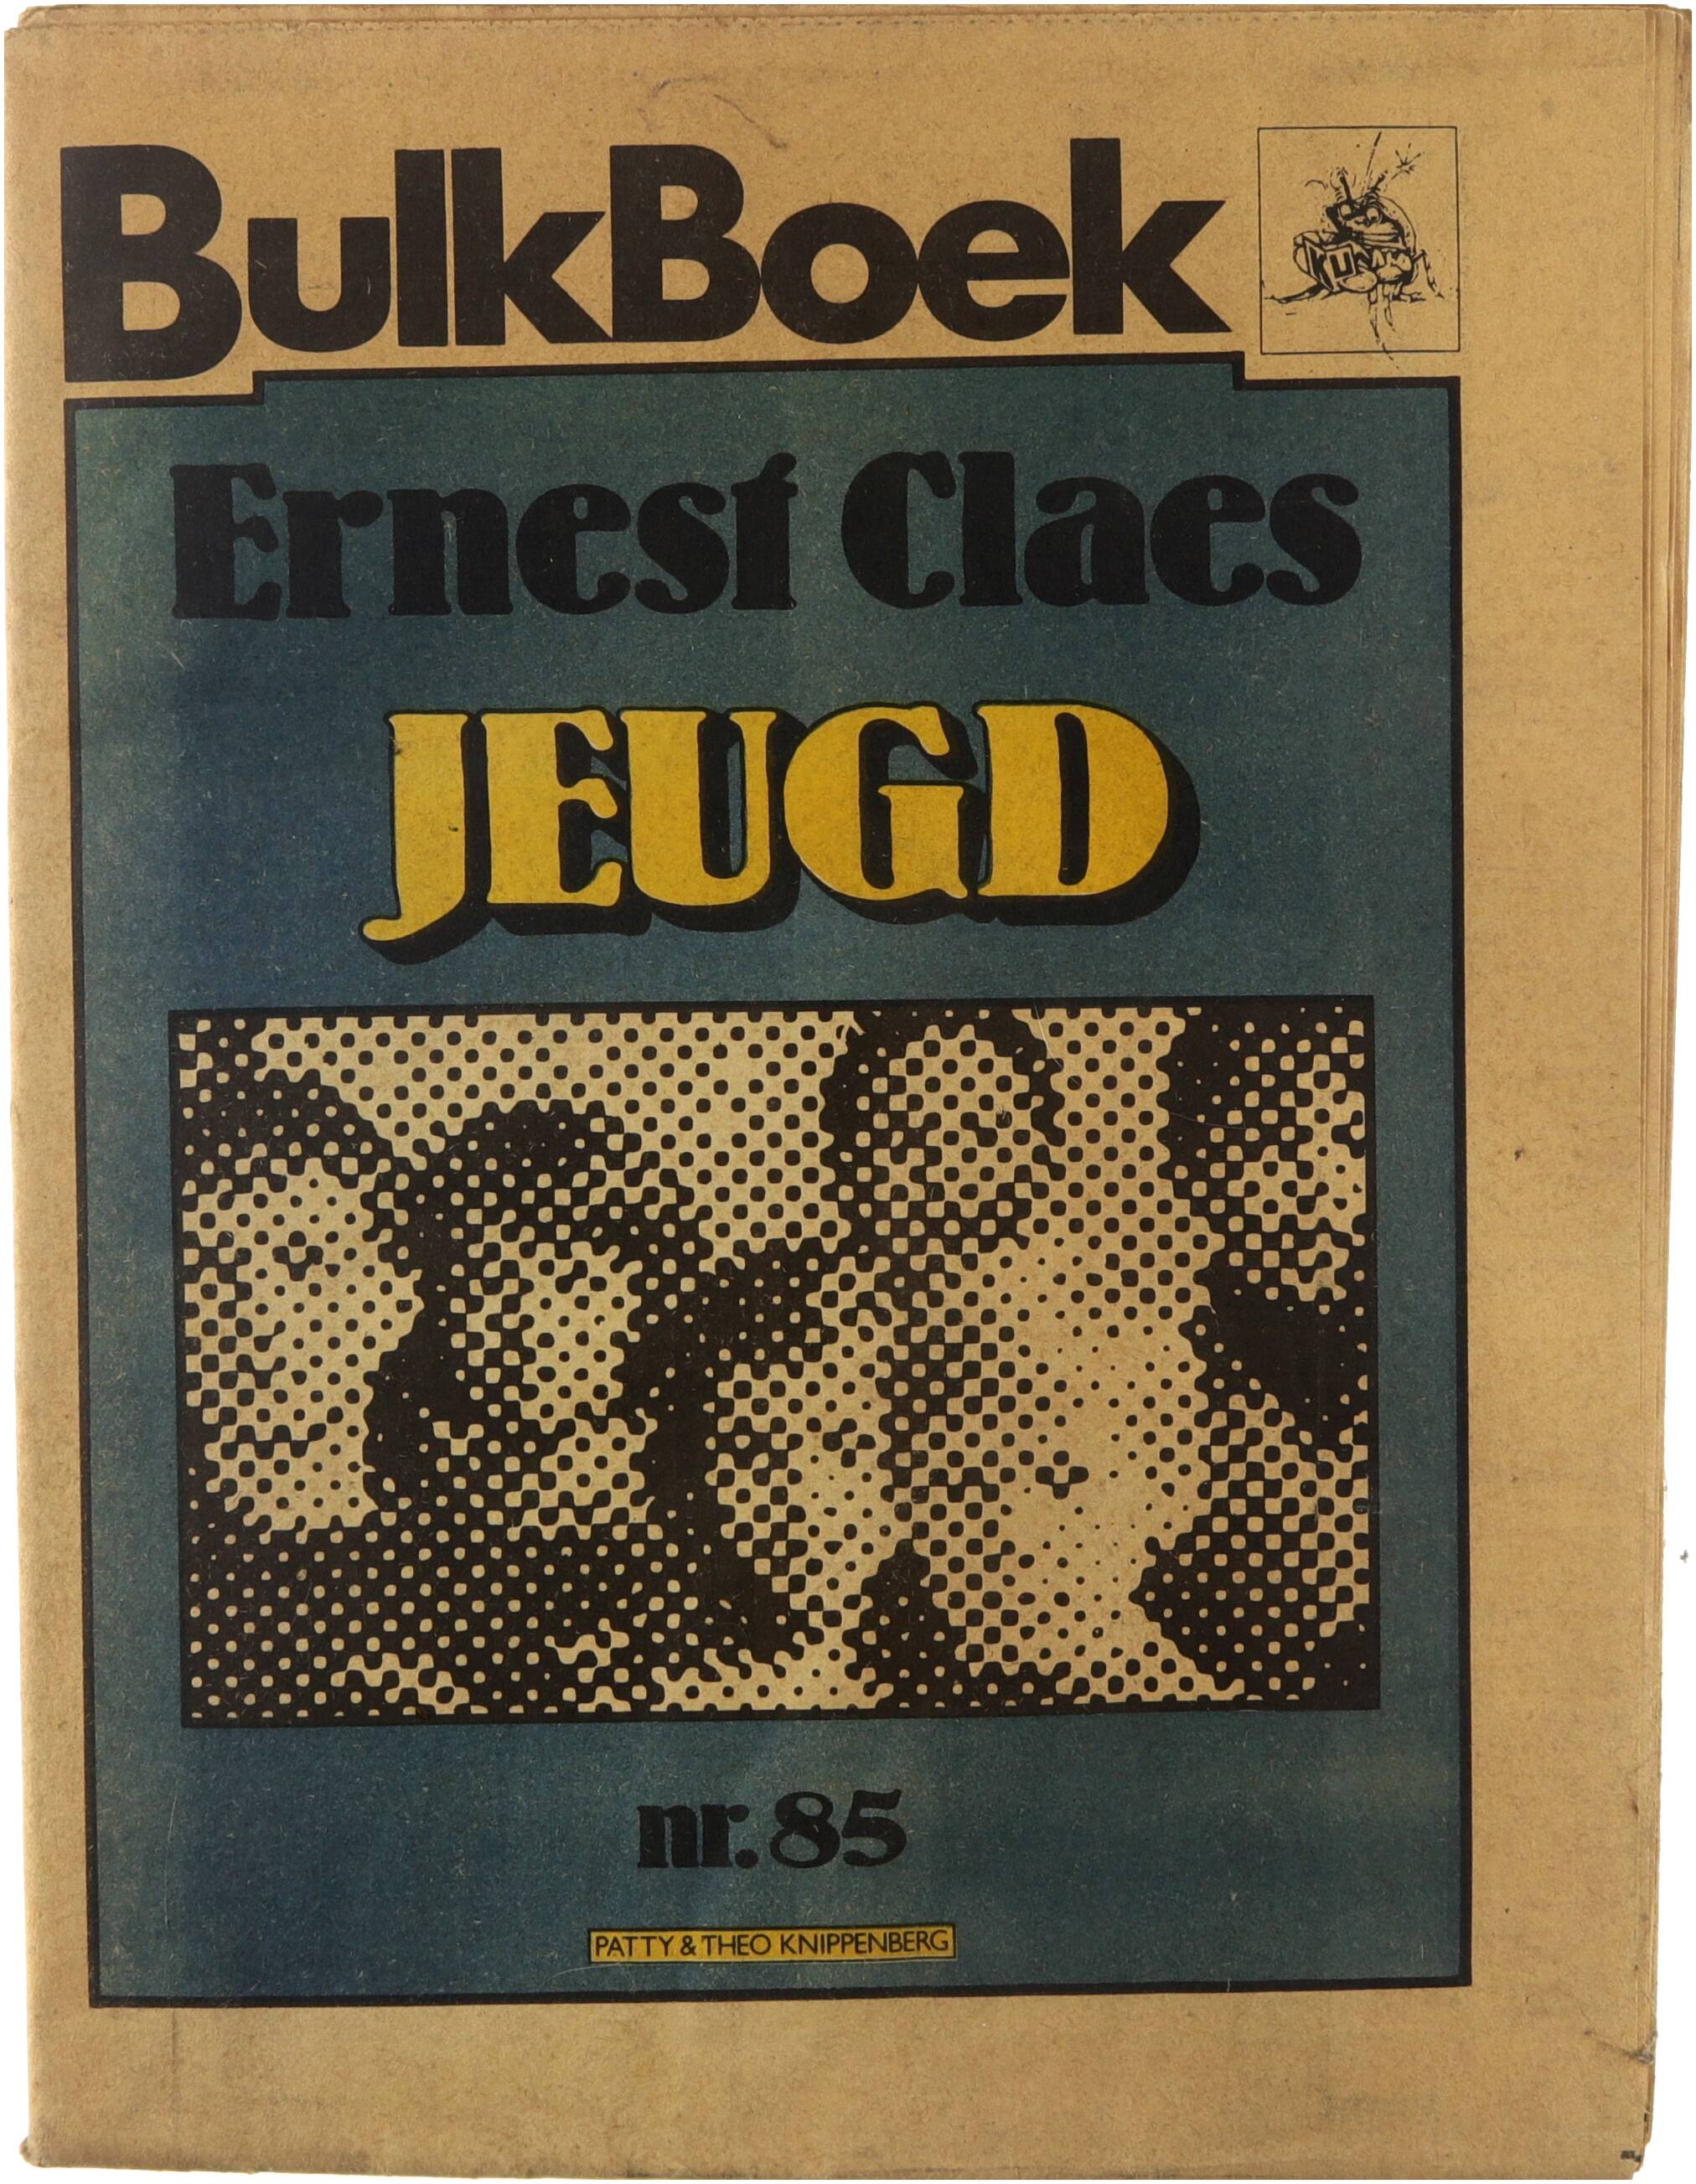 BulkBoek
Ernest Claes
JEUGD
nr. 85
PATTY & THEO KNIPPENBERG